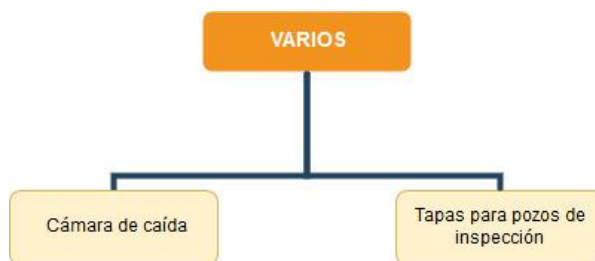 VARIOS
Cámara de caída
Tapas para pozos de
inspección